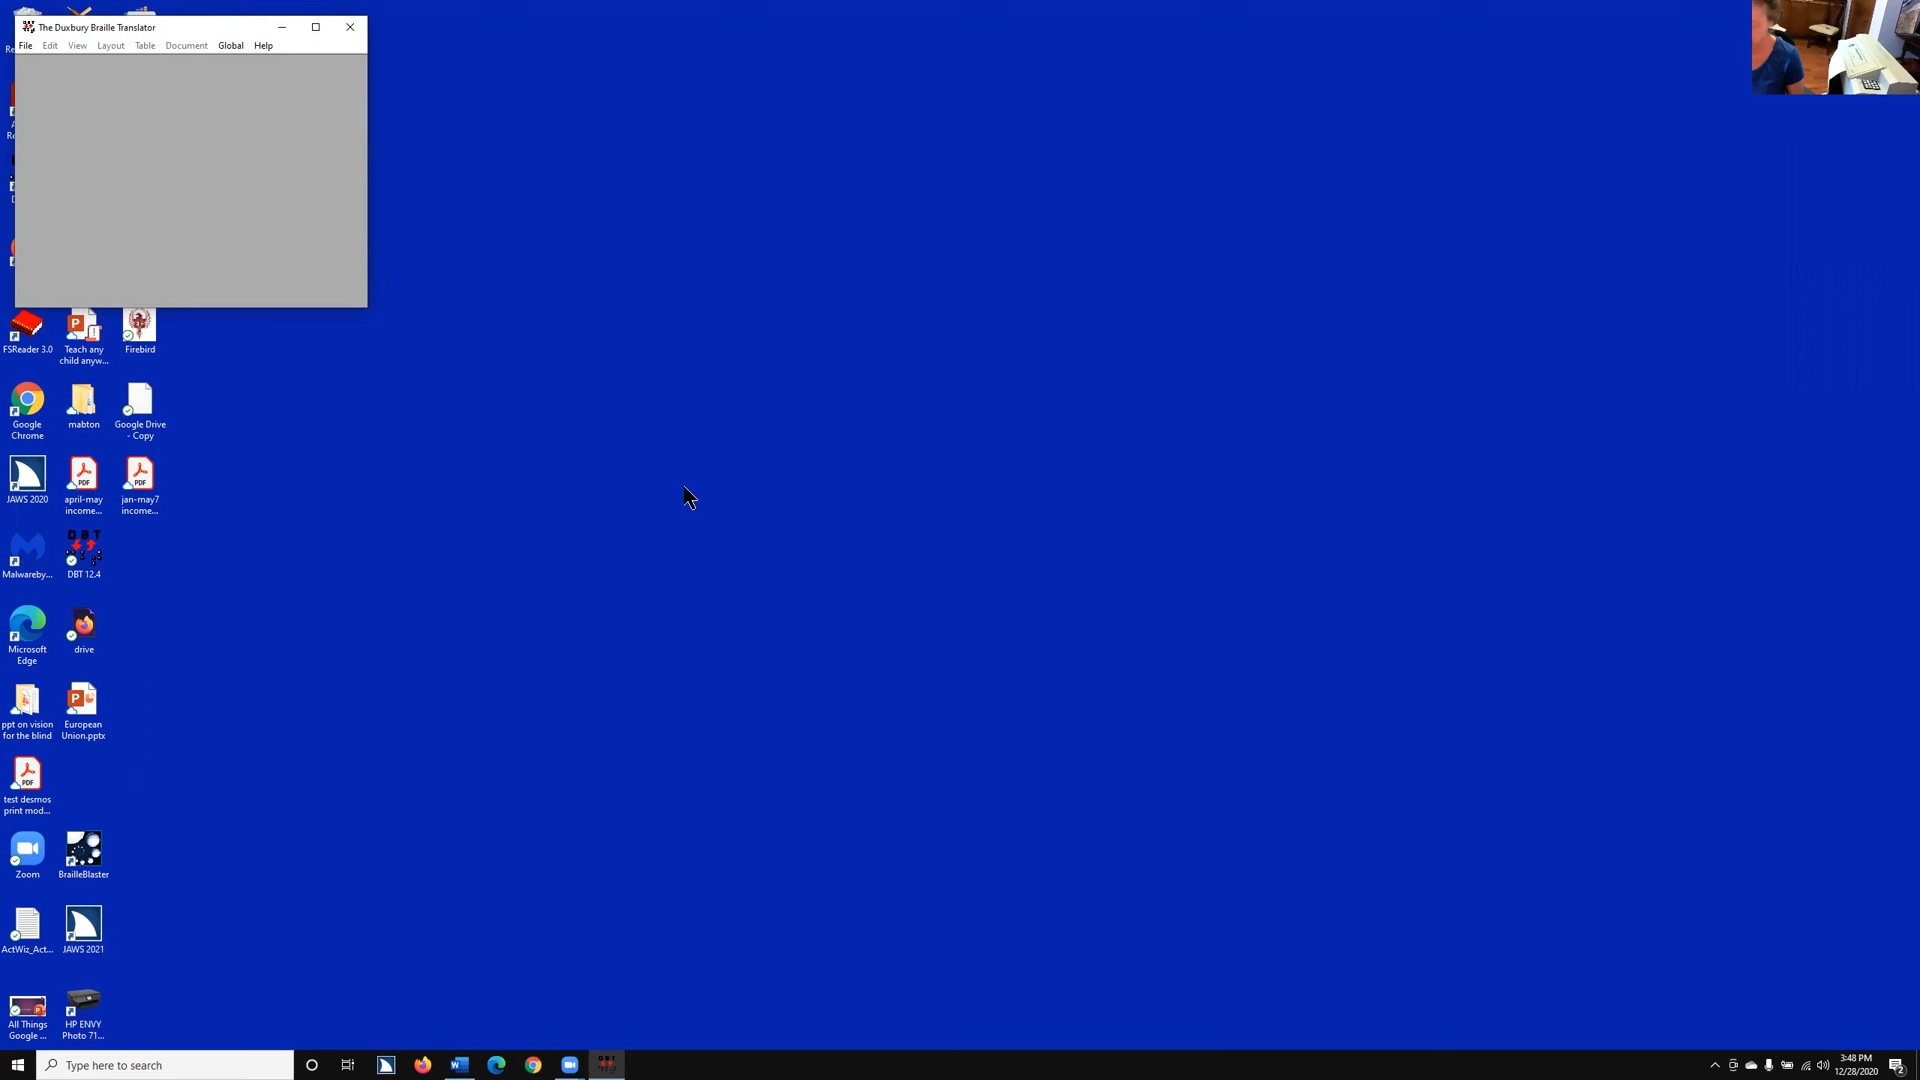 The Duxbury Braille Translator
File Edit View Layout Table Document Global Help
FSReader 3.0
Teach any
child anyw...
Firebird
Google
Chrome
mabton
Google Drive
- Copy
JAWS 2020
april-may
income...
jan-may7
income...
Malwareby...
D B T
DBT 12.4
Microsoft
Edge
drive
ppt on vision
for the blind
European
Union.pptx
test desmos
print mod...
Zoom
BrailleBlaster
ActWiz_Act...
JAWS 2021
All Things
Google ...
HP ENVY
Photo 71...
Type here to search
3:48 PM
12/28/2020